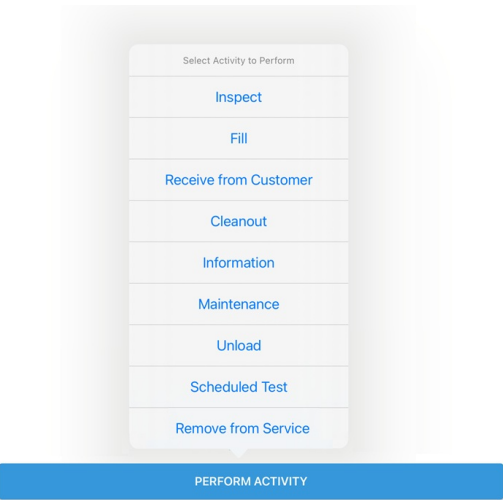 Select Activity to Perform
Inspect
Fill
Receive from Customer
Cleanout
Information
Maintenance
Unload
Scheduled Test
Remove from Service
PERFORM ACTIVITY